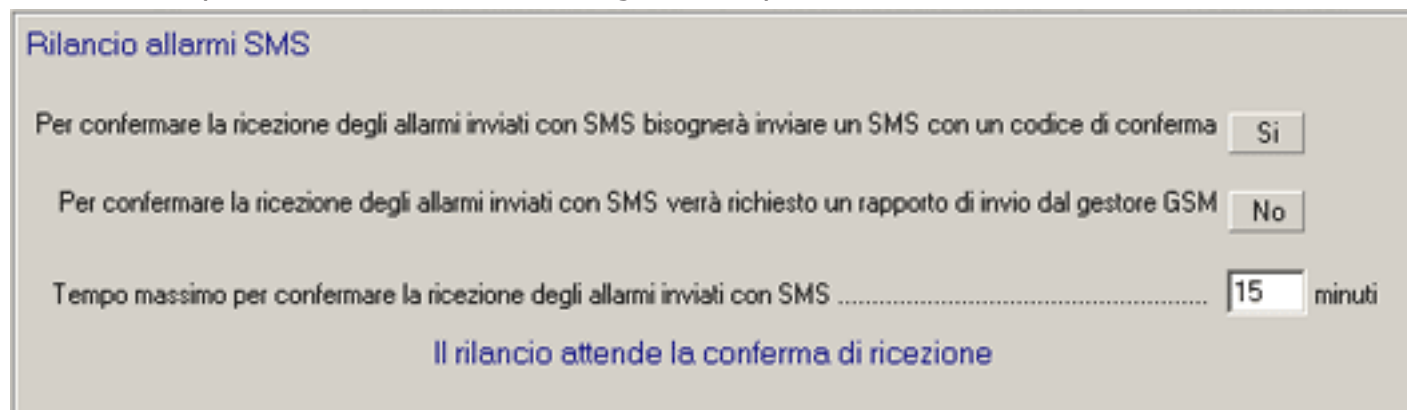 Rilancio allarmi SMS
Per confermare la ricezione degli allarmi inviati con SMS bisognerà inviare un SMS con un codice di conferma Si
Per confermare la ricezione degli allarmi inviati con SMS verrà richiesto un rapporto di invio dal gestore GSM No
Tempo massimo per confermare la ricezione degli allarmi inviati con SMS .................................................... 15 minuti
Il rilancio attende la conferma di ricezione